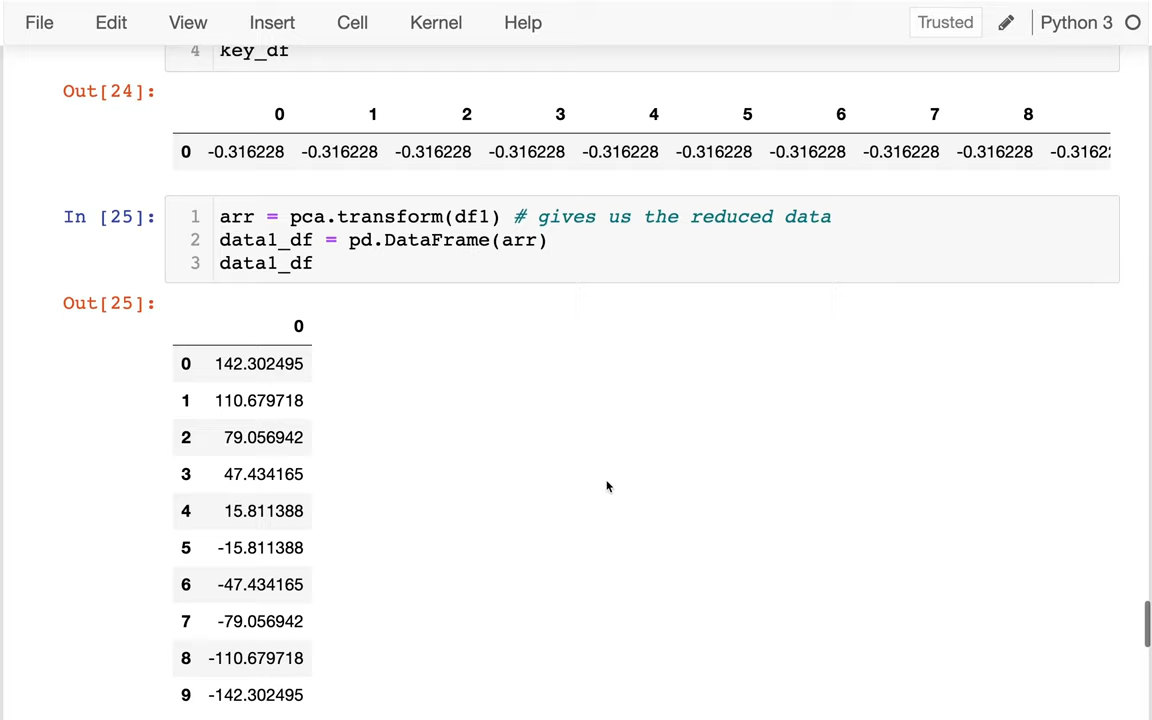 File Edit View Insert Cell Kernel Help Trusted Python 3
4 key_df
Out[24]:
0 1 2 3 4 5 6 7 8
0 -0.316228 -0.316228 -0.316228 -0.316228 -0.316228 -0.316228 -0.316228 -0.316228 -0.316228
In [25]: 1 arr = pca.transform(df1) # gives us the reduced data
2 data1_df = pd.DataFrame(arr)
3 data1_df
Out[25]:
0
0 142.302495
1 110.679718
2 79.056942
3 47.434165
4 15.811388
5 -15.811388
6 -47.434165
7 -79.056942
8 -110.679718
9 -142.302495